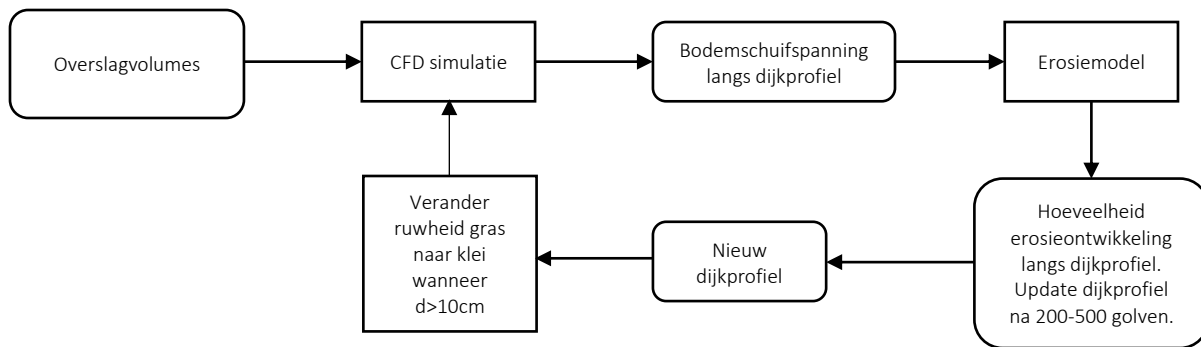 Overslagvolumes
CFD simulatie
Bodemschuifspanning
langs dijkprofiel
Erosiemodel
Hoeveelheid
erosieontwikkeling
langs dijkprofiel.
Update dijkprofiel
na 200-500 golven.
Nieuw
dijkprofiel
Verander
ruwheid gras
naar klei
wanneer
d>10cm